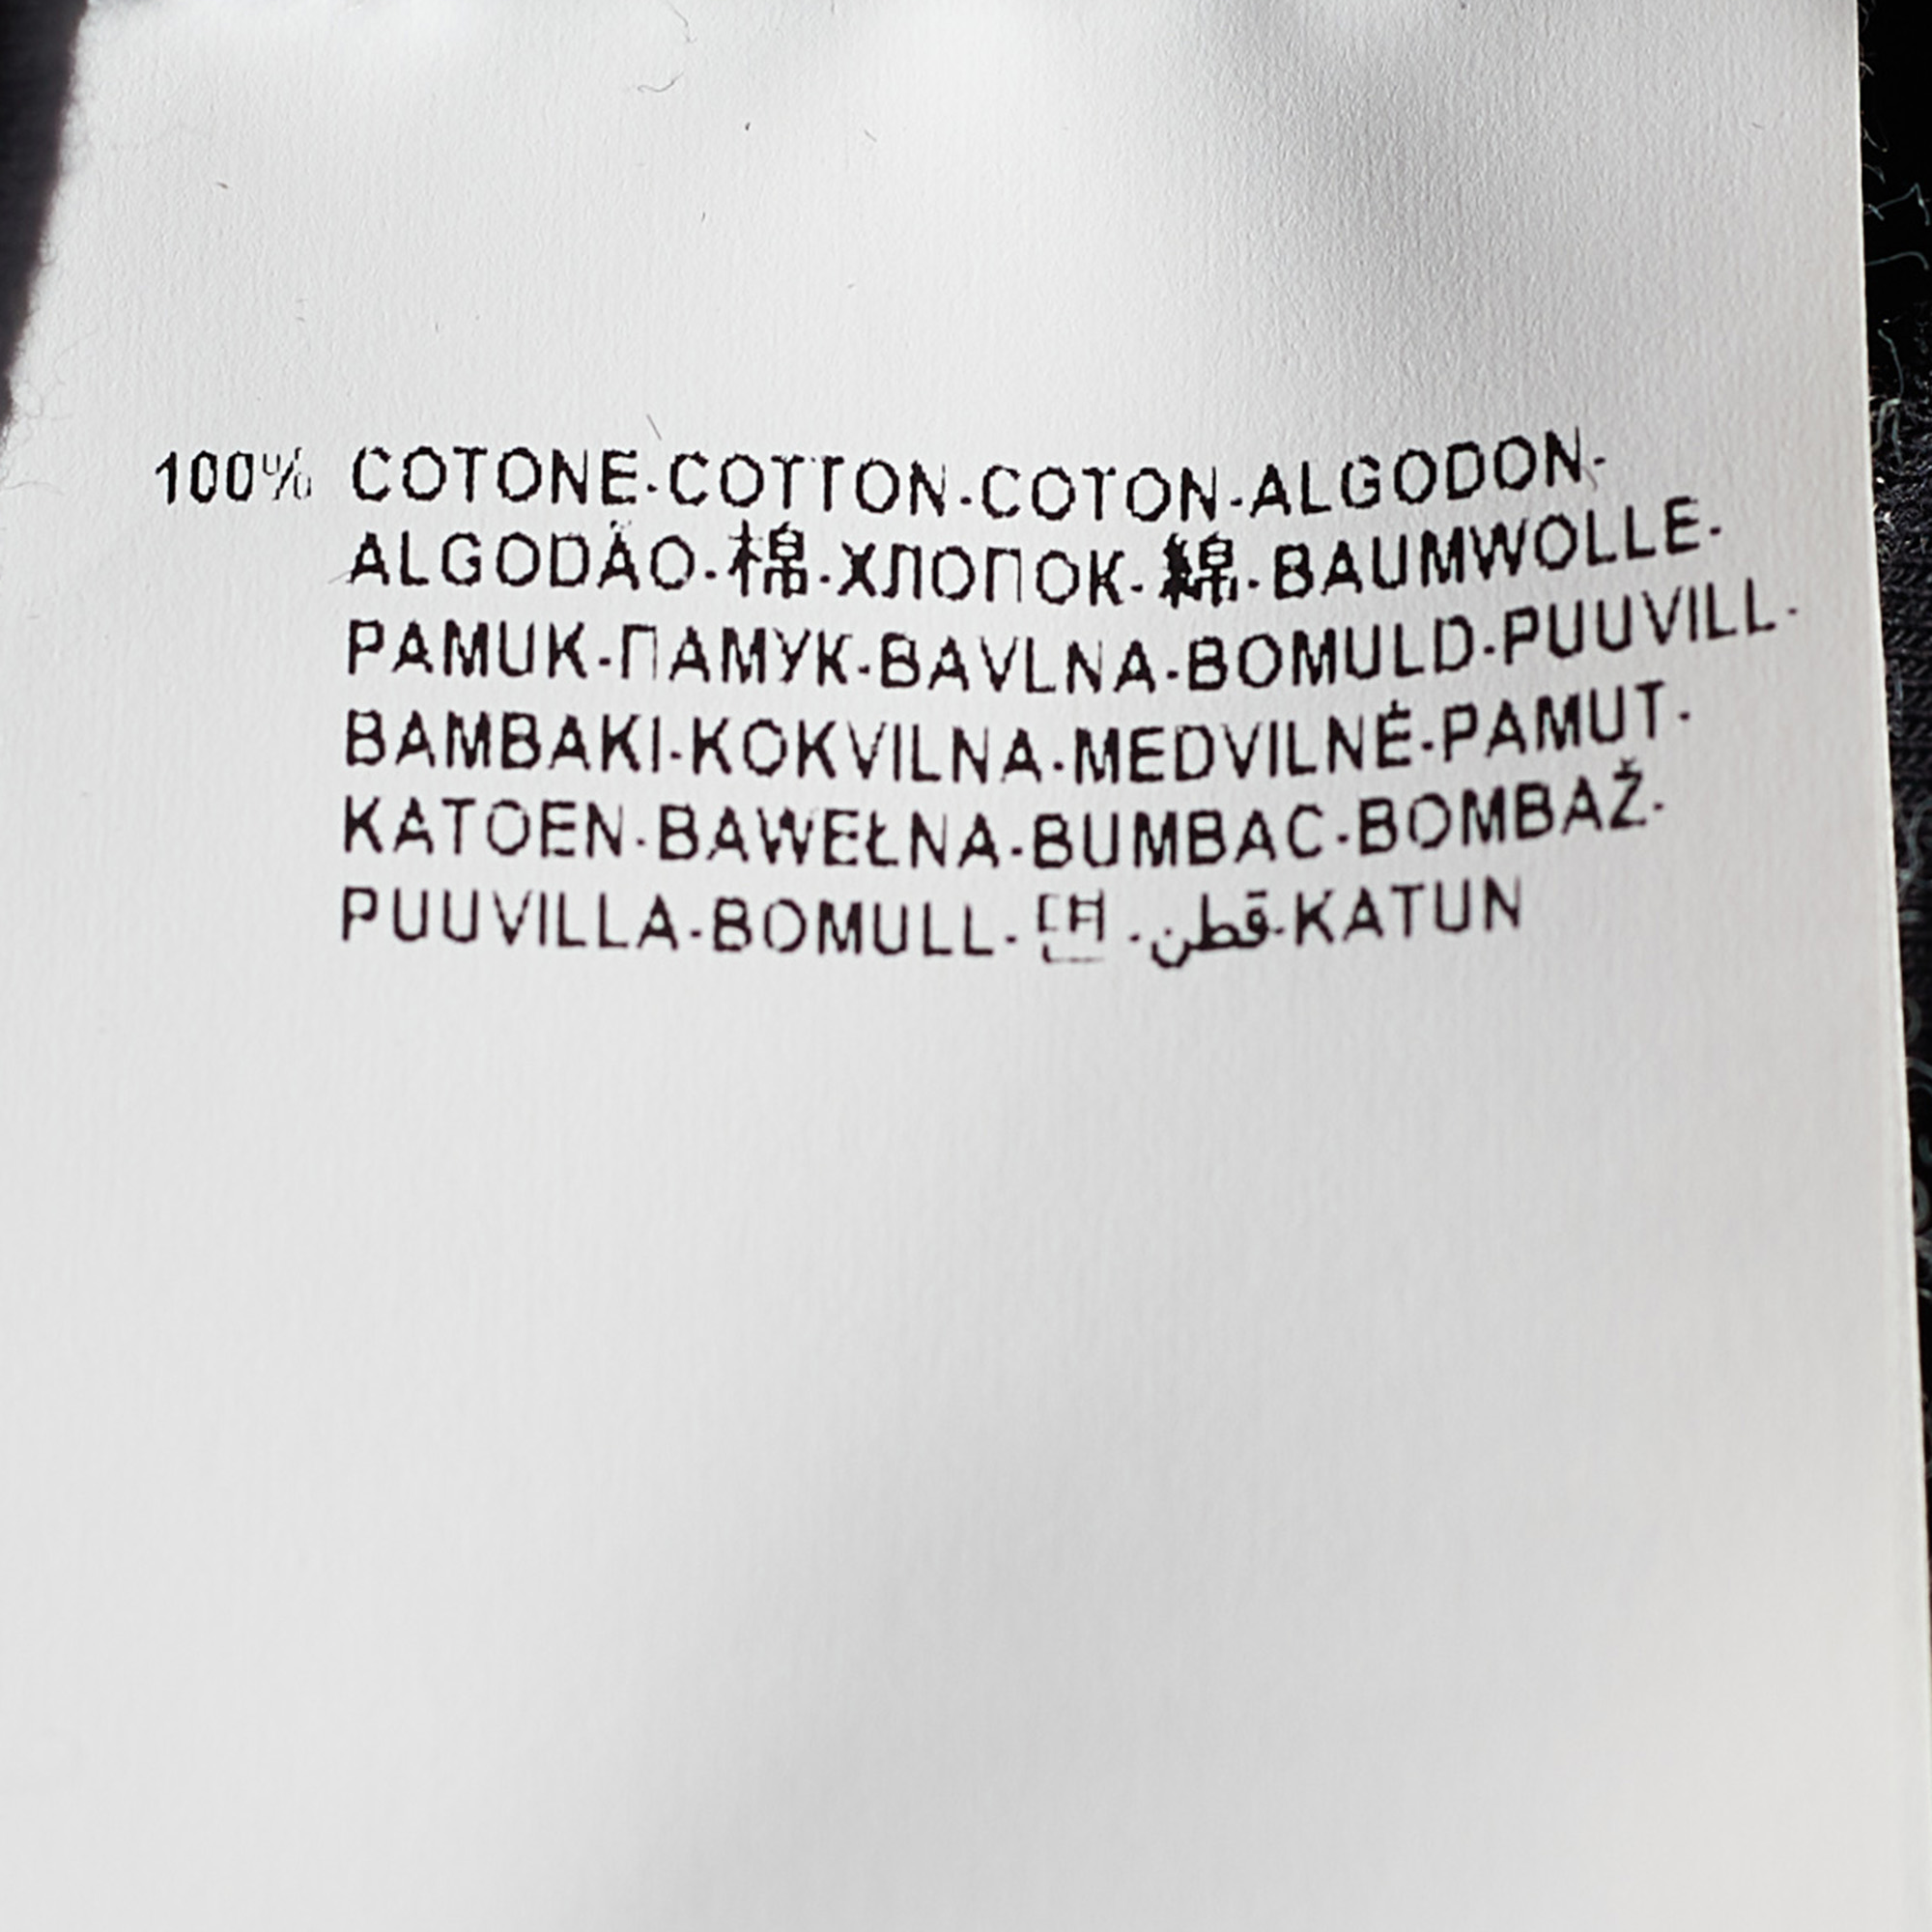 100% COTONE-COTTON-COTON-ALGODON-
ALGODÃO-棉-ХЛОПОК-綿-BAUMWOLLE-
PAMUK-ПАМУК-BAVLNA-BOMULD-PUUVILL-
BAMBAKI-KOKVILNA-MEDVILNĖ-PAMUT-
KATOEN-BAWEŁNA-BUMBAC-BOMBAŽ-
PUUVILLA-BOMULL-면-قطن-KATUN